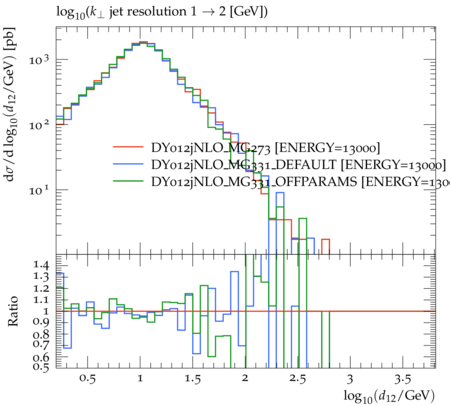 log₁₀(k⊥ jet resolution 1 → 2 [GeV])
dσ/d log₁₀(d₁₂/GeV) [pb]
10³
10²
10¹
DY012jNLO_MG273 [ENERGY=13000]
DY012jNLO_MG331_DEFAULT [ENERGY=13000]
DY012jNLO_MG331_OFFPARAMS [ENERGY=130
Ratio
1.4
1.3
1.2
1.1
1
0.9
0.8
0.7
0.6
0.5
0.5 1 1.5 2 2.5 3 3.5
log₁₀(d₁₂/GeV)